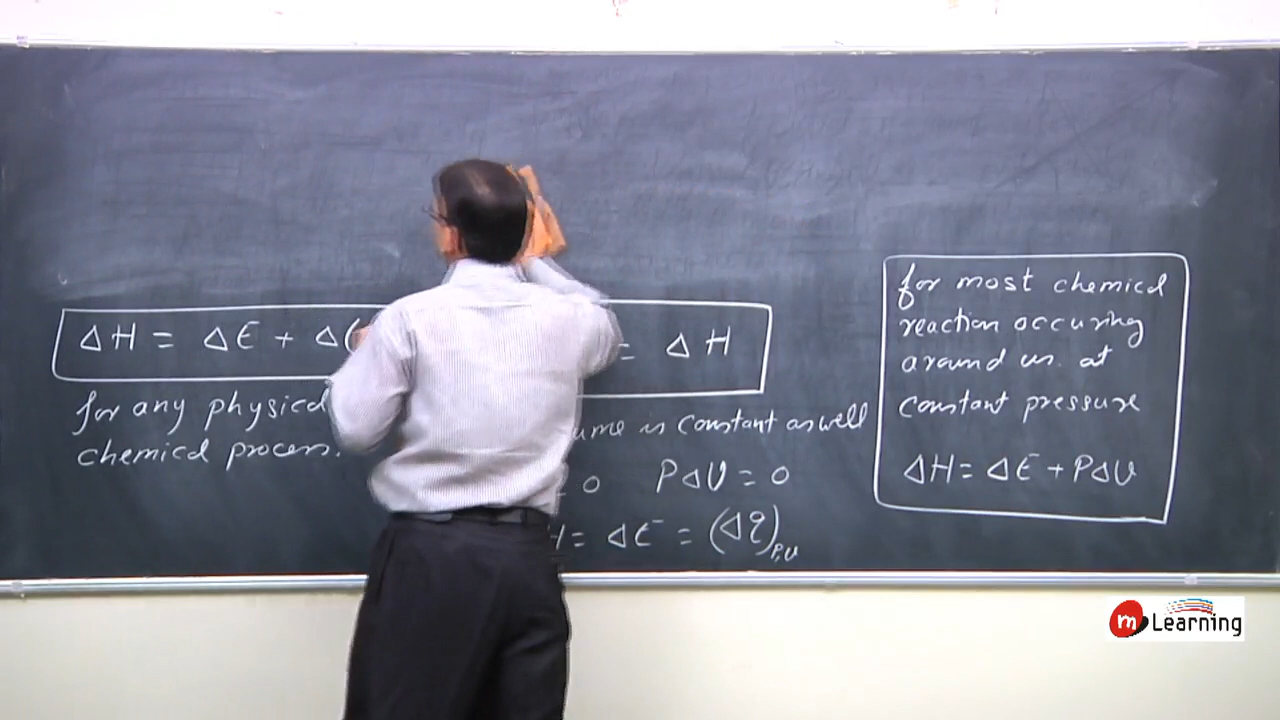 ΔH = ΔE + Δ(
= ΔH
for any physical
chemical process.
ume is constant as well
= 0 PΔV = 0
= ΔE = (Δq)P,V
for most chemical
reaction occuring
around us. at
constant pressure
ΔH = ΔE + PΔV
m Learning